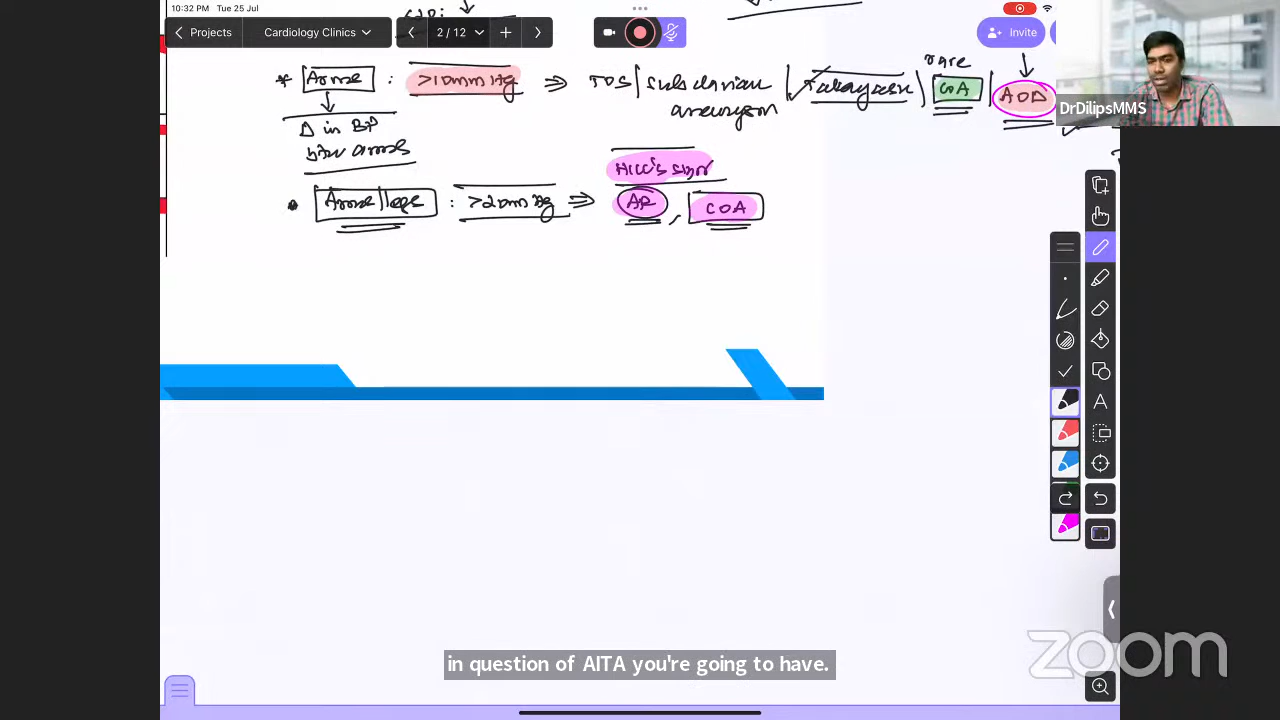 10:32 PM Tue 25 Jul
Projects
Cardiology Clinics
2 / 12
Invite
* Arms : >10mm Hg ⇒ TOS | Subclavian aneurysm | Takayasu | COA | AOD
rare
Δ in BP
b/w arms
Hill's sign
• Arms/legs : >20mm Hg ⇒ AR, COA
DrDilipsMMS
A
in question of AITA you're going to have.
zoom